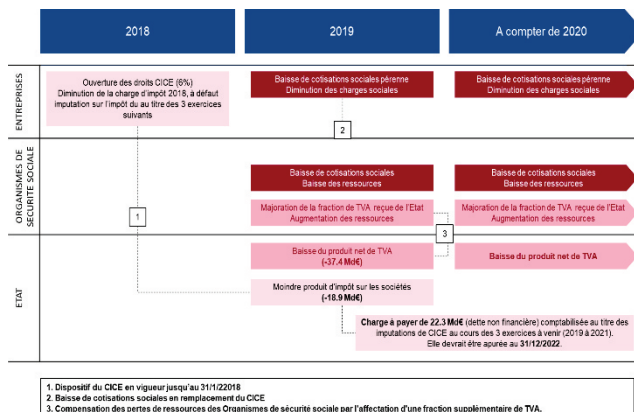 2018
2019
A compter de 2020
ENTREPRISES
Ouverture des droits CICE (6%)
Diminution de la charge d'impôt 2018, à défaut
imputation sur l'impôt du au titre des 3 exercices
suivants
Baisse de cotisations sociales pérenne
Diminution des charges sociales
Baisse de cotisations sociales pérenne
Diminution des charges sociales
2
ORGANISMES DE
SECURITE SOCIALE
Baisse de cotisations sociales
Baisse des ressources
Baisse de cotisations sociales
Baisse des ressources
1
Majoration de la fraction de TVA reçue de l'Etat
Augmentation des ressources
Majoration de la fraction de TVA reçue de l'Etat
Augmentation des ressources
3
ETAT
Baisse du produit net de TVA
(-37.4 Md€)
Baisse du produit net de TVA
Moindre produit d'impôt sur les sociétés
(-18.9 Md€)
Charge à payer de 22.3 Md€ (dette non financière) comptabilisée au titre des
imputations de CICE au cours des 3 exercices à venir (2019 à 2021).
Elle devrait être apurée au 31/12/2022.
1. Dispositif du CICE en vigueur jusqu'au 31/1/22018
2. Baisse de cotisations sociales en remplacement du CICE
3. Compensation des pertes de ressources des Organismes de sécurité sociale par l'affectation d'une fraction supplémentaire de TVA.